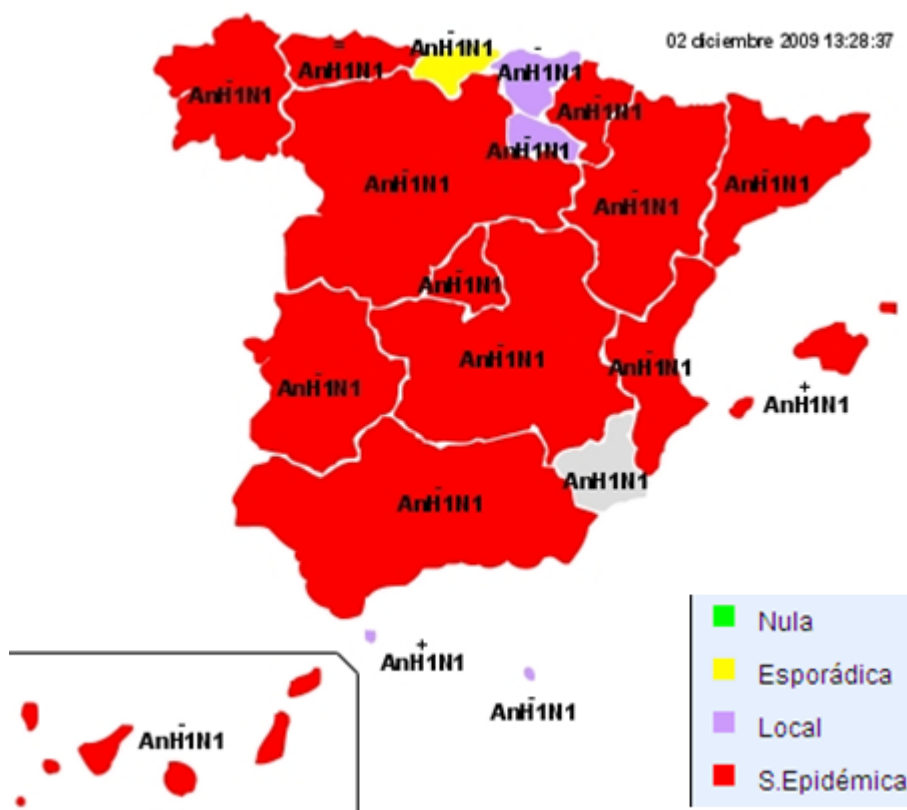 02 diciembre 2009 13:28:37
-
AnH1N1
=
AnH1N1
-
AnH1N1
-
AnH1N1
-
AnH1N1
-
AnH1N1
-
AnH1N1
-
AnH1N1
-
AnH1N1
-
AnH1N1
-
AnH1N1
-
AnH1N1
-
AnH1N1
-
AnH1N1
+
AnH1N1
AnH1N1
-
AnH1N1
+
AnH1N1
-
AnH1N1
-
AnH1N1
Nula
Esporádica
Local
S.Epidémica